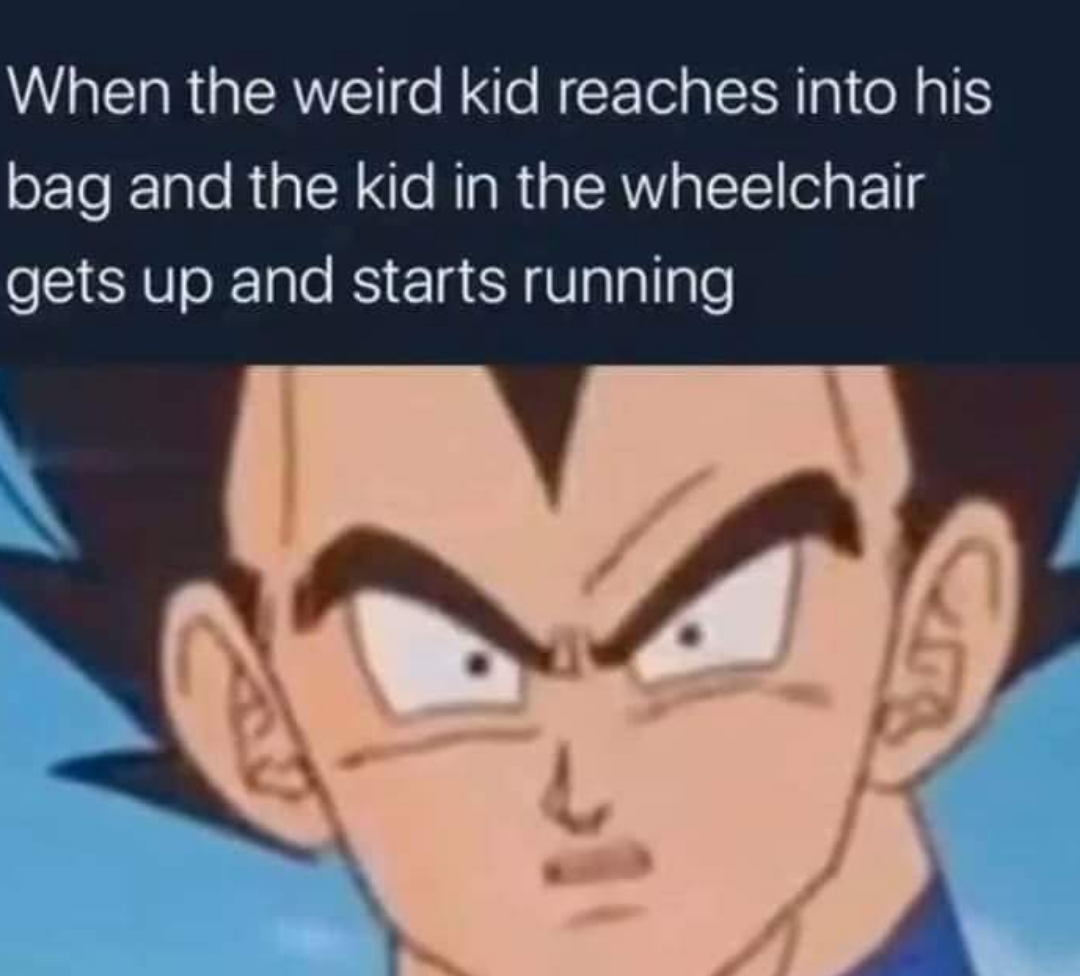 When the weird kid reaches into his
bag and the kid in the wheelchair
gets up and starts running